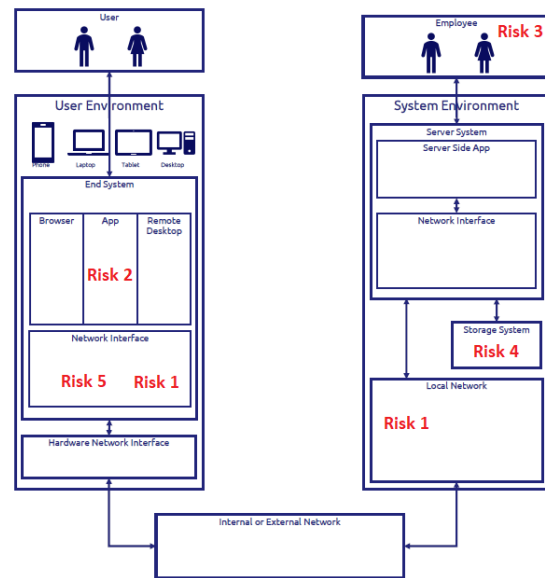 User
Employee
Risk 3
User Environment
System Environment
Phone
Laptop
Tablet
Desktop
End System
Browser
App
Remote
Desktop
Risk 2
Network Interface
Risk 5
Risk 1
Hardware Network Interface
Server System
Server Side App
Network Interface
Storage System
Risk 4
Local Network
Risk 1
Internal or External Network